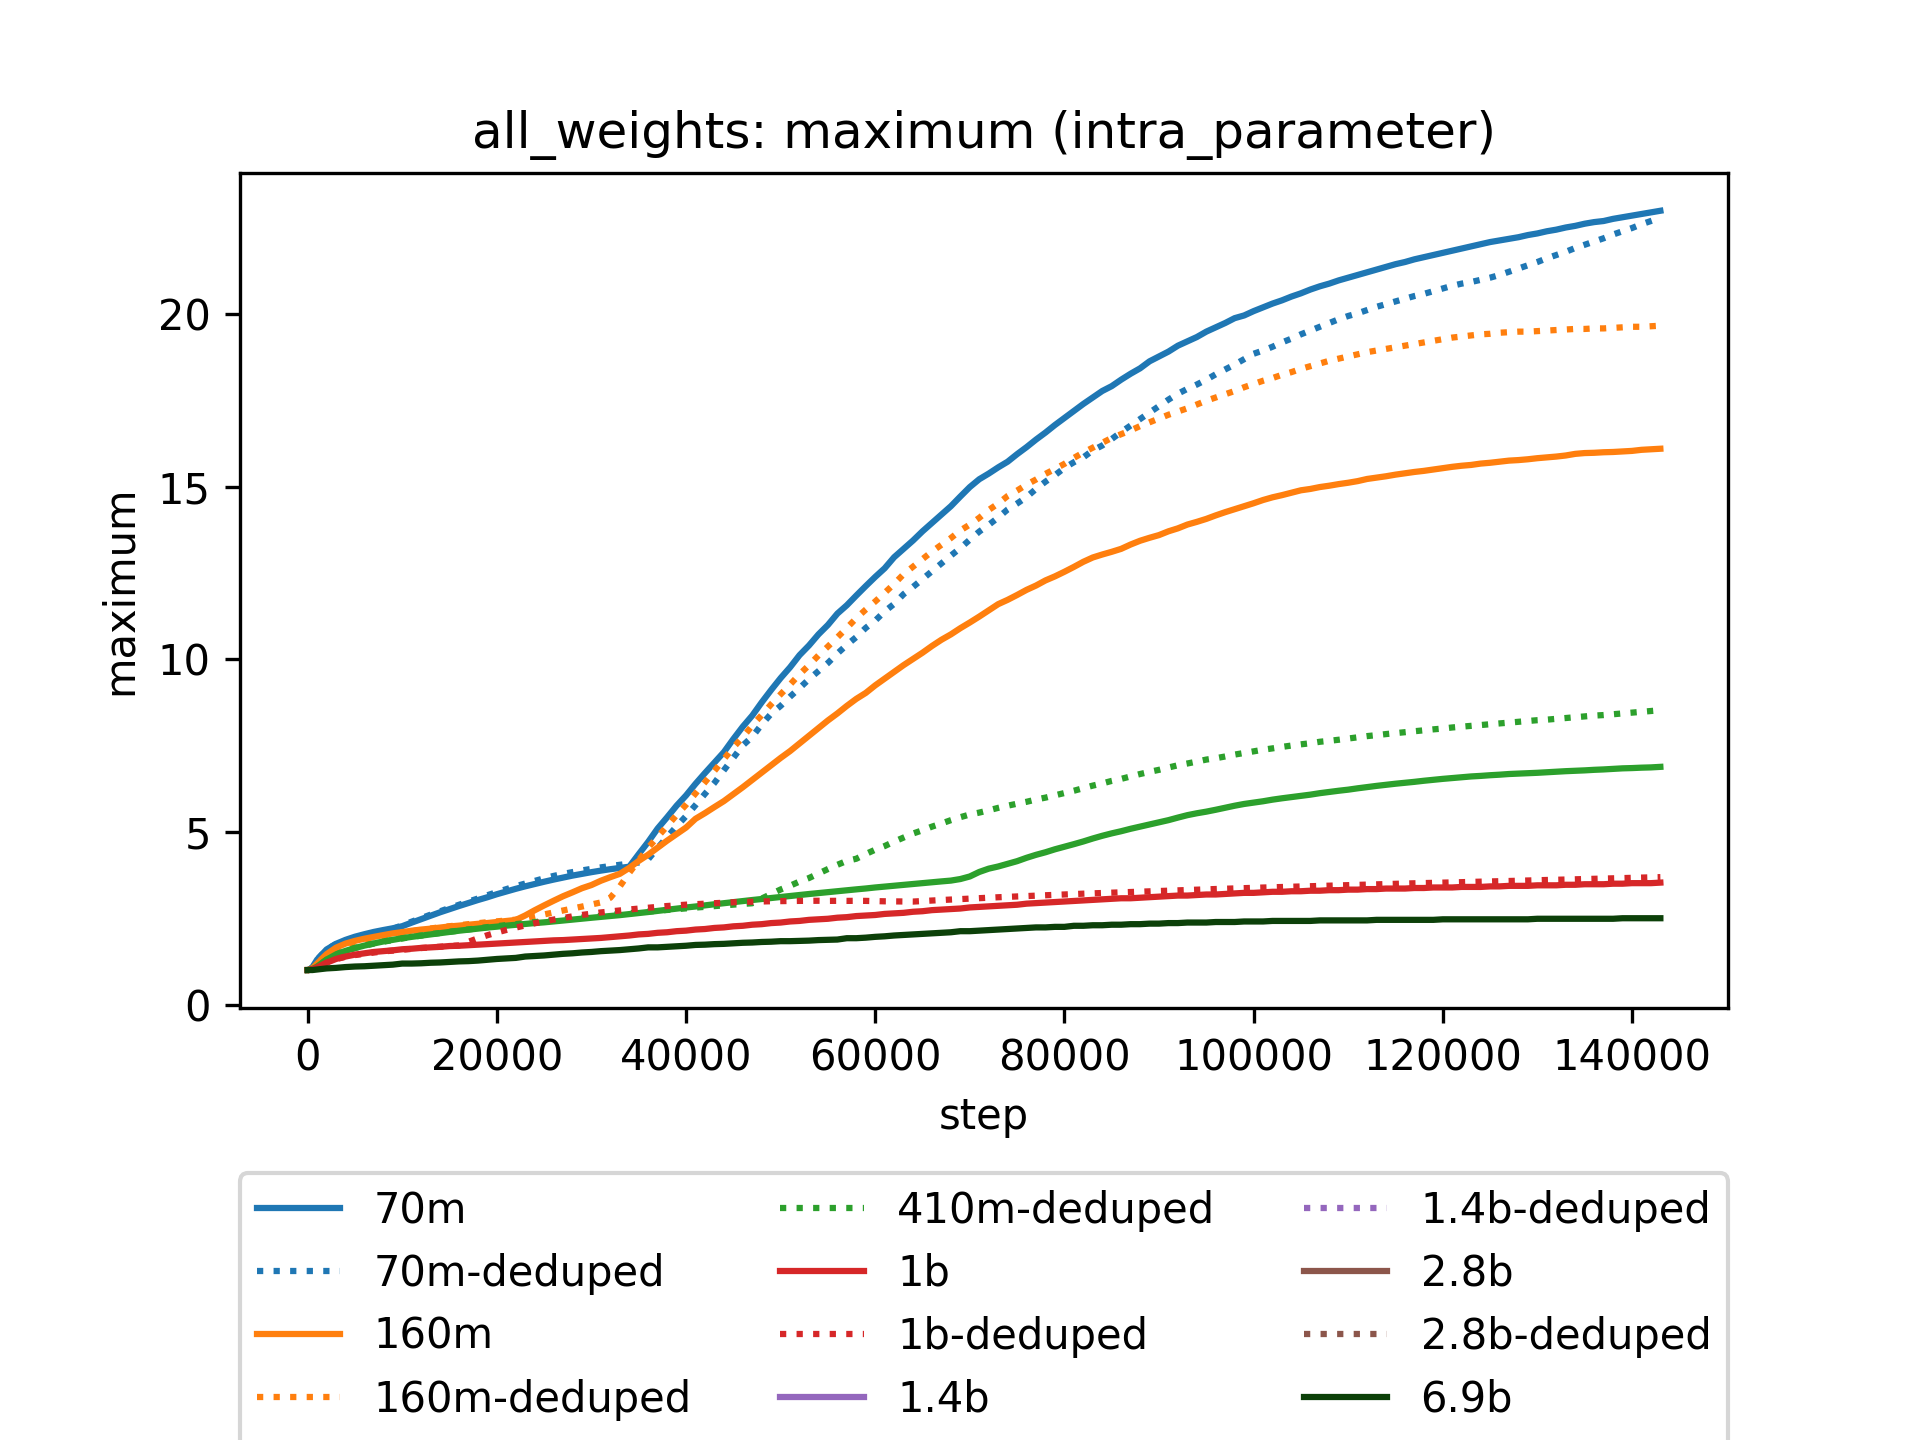 all_weights: maximum (intra_parameter)
maximum
20
15
10
5
0
0 20000 40000 60000 80000 100000 120000 140000
step
70m 410m-deduped 1.4b-deduped
70m-deduped 1b 2.8b
160m 1b-deduped 2.8b-deduped
160m-deduped 1.4b 6.9b